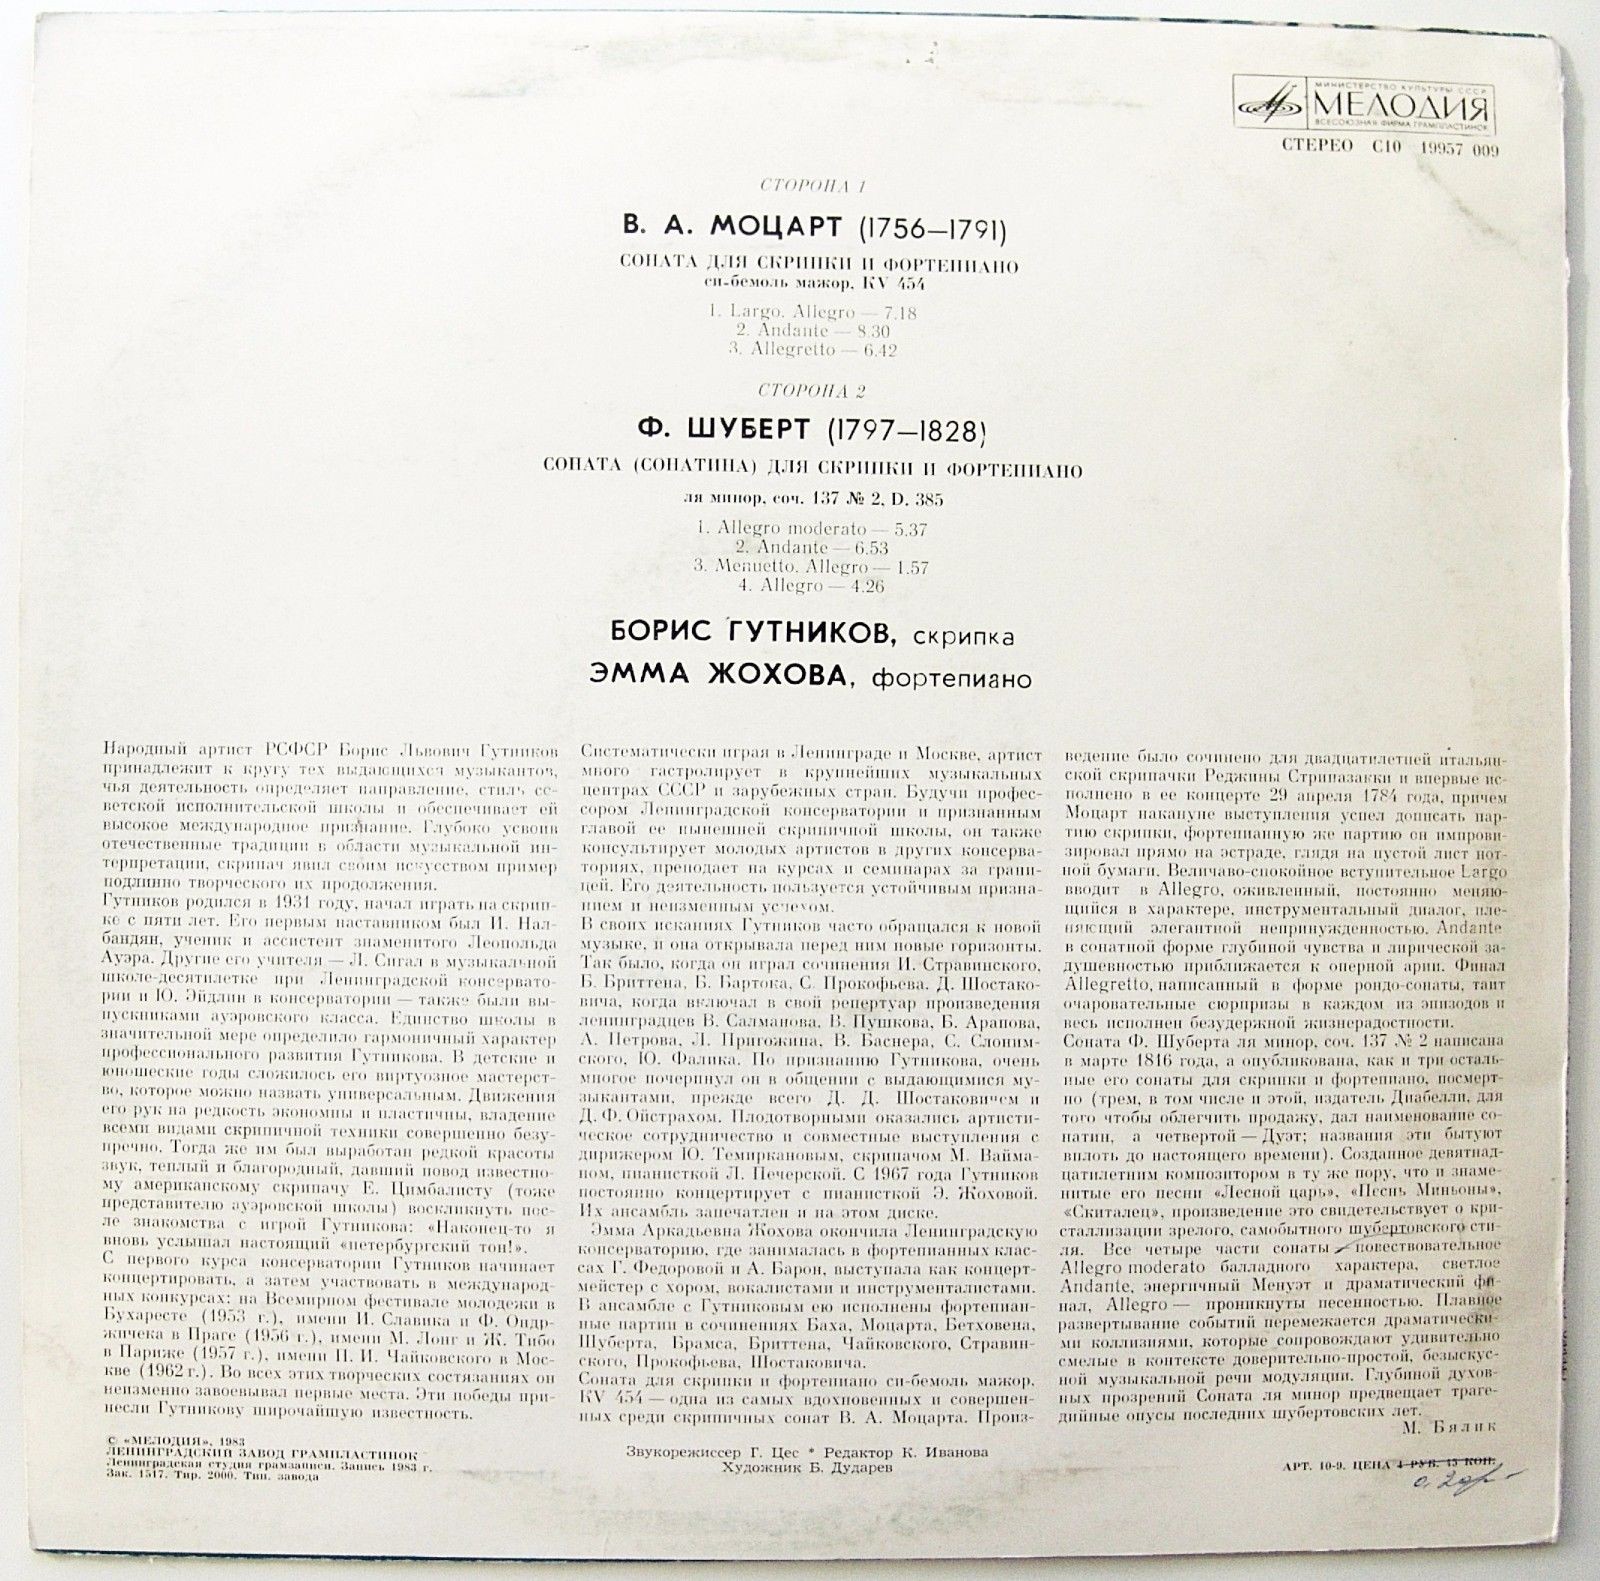 МИНИСТЕРСТВО КУЛЬТУРЫ СССР
МЕЛОДИЯ
ВСЕСОЮЗНАЯ ФИРМА ГРАМПЛАСТИНОК
СТЕРЕО С10 19957 009
СТОРОНА 1
В. А. МОЦАРТ (1756—1791)
СОНАТА ДЛЯ СКРИПКИ И ФОРТЕПИАНО
си-бемоль мажор, KV 454
1. Largo. Allegro — 7.18
2. Andante — 8.30
3. Allegretto — 6.42
СТОРОНА 2
Ф. ШУБЕРТ (1797—1828)
СОНАТА (СОНАТИНА) ДЛЯ СКРИПКИ И ФОРТЕПИАНО
ля минор, соч. 137 № 2, D. 385
1. Allegro moderato — 5.37
2. Andante — 6.53
3. Menuetto. Allegro — 1.57
4. Allegro — 4.26
БОРИС ГУТНИКОВ, скрипка
ЭММА ЖОХОВА, фортепиано
Народный артист РСФСР Борис Львович Гутников
принадлежит к кругу тех выдающихся музыкантов,
чья деятельность определяет направление, стиль со-
ветской исполнительской школы и обеспечивает ей
высокое международное признание. Глубоко усвоив
отечественные традиции в области музыкальной ин-
терпретации, скрипач явил своим искусством пример
подлинно творческого их продолжения.
Гутников родился в 1931 году, начал играть на скрип-
ке с пяти лет. Его первым наставником был И. Нал-
бандян, ученик и ассистент знаменитого Леопольда
Ауэра. Другие его учителя — Л. Сигал в музыкальной
школе-десятилетке при Ленинградской консервато-
рии и Ю. Эйдлин в консерватории — также были вы-
пускниками ауэровского класса. Единство школы в
значительной мере определило гармоничный характер
профессионального развития Гутникова. В детские и
юношеские годы сложилось его виртуозное мастерст-
во, которое можно назвать универсальным. Движения
его рук на редкость экономны и пластичны, владение
всеми видами скрипичной техники совершенно безу-
пречно. Тогда же им был выработан редкой красоты
звук, теплый и благородный, давший повод известно-
му американскому скрипачу Е. Цимбалисту (тоже
представителю ауэровской школы) воскликнуть пос-
ле знакомства с игрой Гутникова: «Наконец-то я
вновь услышал настоящий «петербургский тон!».
С первого курса консерватории Гутников начинает
концертировать, а затем участвовать в международ-
ных конкурсах: на Всемирном фестивале молодежи в
Бухаресте (1953 г.), имени И. Славика и Ф. Ондр-
жичека в Праге (1956 г.), имени М. Лонг и Ж. Тибо
в Париже (1957 г.), имени П. И. Чайковского в Мос-
кве (1962 г.). Во всех этих творческих состязаниях он
неизменно завоевывал первые места. Эти победы при-
несли Гутникову широчайшую известность.
Систематически играя в Ленинграде и Москве, артист
много гастролирует в крупнейших музыкальных
центрах СССР и зарубежных стран. Будучи профес-
сором Ленинградской консерватории и признанным
главой ее нынешней скрипичной школы, он также
консультирует молодых артистов в других консерва-
ториях, преподает на курсах и семинарах за грани-
цей. Его деятельность пользуется устойчивым призна-
нием и неизменным успехом.
В своих исканиях Гутников часто обращался к новой
музыке, и она открывала перед ним новые горизонты.
Так было, когда он играл сочинения И. Стравинского,
Б. Бриттена, Б. Бартока, С. Прокофьева, Д. Шостако-
вича, когда включал в свой репертуар произведения
ленинградцев В. Салманова, В. Пушкова, Б. Арапова,
А. Петрова, Л. Пригожина, В. Баснера, С. Слоним-
ского, Ю. Фалика. По признанию Гутникова, очень
многое почерпнул он в общении с выдающимися му-
зыкантами, прежде всего Д. Д. Шостаковичем и
Д. Ф. Ойстрахом. Плодотворными оказались артисти-
ческое сотрудничество и совместные выступления с
дирижером Ю. Темиркановым, скрипачом М. Вайма-
ном, пианисткой Л. Печерской. С 1967 года Гутников
постоянно концертирует с пианисткой Э. Жоховой.
Их ансамбль запечатлен и на этом диске.
Эмма Аркадьевна Жохова окончила Ленинградскую
консерваторию, где занималась в фортепианных клас-
сах Г. Федоровой и А. Барон, выступала как концерт-
мейстер с хором, вокалистами и инструменталистами.
В ансамбле с Гутниковым ею исполнены фортепиан-
ные партии в сочинениях Баха, Моцарта, Бетховена,
Шуберта, Брамса, Бриттена, Чайковского, Стравин-
ского, Прокофьева, Шостаковича.
Соната для скрипки и фортепиано си-бемоль мажор,
KV 454 — одна из самых вдохновенных и совершен-
ных среди скрипичных сонат В. А. Моцарта. Произ-
ведение было сочинено для двадцатилетней итальян-
ской скрипачки Реджины Стриназакки и впервые ис-
полнено в ее концерте 29 апреля 1784 года, причем
Моцарт накануне выступления успел дописать пар-
тию скрипки, фортепианную же партию он импрови-
зировал прямо на эстраде, глядя на пустой лист нот-
ной бумаги. Величаво-спокойное вступительное Largo
вводит в Allegro, оживленный, постоянно меняю-
щийся в характере, инструментальный диалог, пле-
няющий элегантной непринужденностью. Andante
в сонатной форме глубиной чувства и лирической за-
душевностью приближается к оперной арии. Финал
Allegretto, написанный в форме рондо-сонаты, таит
очаровательные сюрпризы в каждом из эпизодов и
весь исполнен безудержной жизнерадостности.
Соната Ф. Шуберта ля минор, соч. 137 № 2 написана
в марте 1816 года, а опубликована, как и три осталь-
ные его сонаты для скрипки и фортепиано, посмерт-
но (трем, в том числе и этой, издатель Диабелли, для
того чтобы облегчить продажу, дал наименование со-
натин, а четвертой — Дуэт; названия эти бытуют
вплоть до настоящего времени). Созданное девятнад-
цатилетним композитором в ту же пору, что и знаме-
нитые его песни «Лесной царь», «Песнь Миньоны»,
«Скиталец», произведение это свидетельствует о кри-
сталлизации зрелого, самобытного шубертовского сти-
ля. Все четыре части сонаты — повествовательное
Allegro moderato балладного характера, светлое
Andante, энергичный Менуэт и драматический фи-
нал, Allegro — проникнуты песенностью. Плавное
развертывание событий перемежается драматически-
ми коллизиями, которые сопровождают удивительно
смелые в контексте доверительно-простой, безыскус-
ной музыкальной речи модуляции. Глубиной духов-
ных прозрений Соната ля минор предвещает траге-
дийные опусы последних шубертовских лет.
М. Бялик
© «МЕЛОДИЯ», 1983
ЛЕНИНГРАДСКИЙ ЗАВОД ГРАМПЛАСТИНОК
Ленинградская студия грамзаписи. Запись 1983 г.
Зак. 1517. Тир. 2000. Тип. завода
Звукорежиссер Г. Цес * Редактор К. Иванова
Художник Б. Дударев
АРТ. 10-9. ЦЕНА 1 РУБ. 45 КОП.